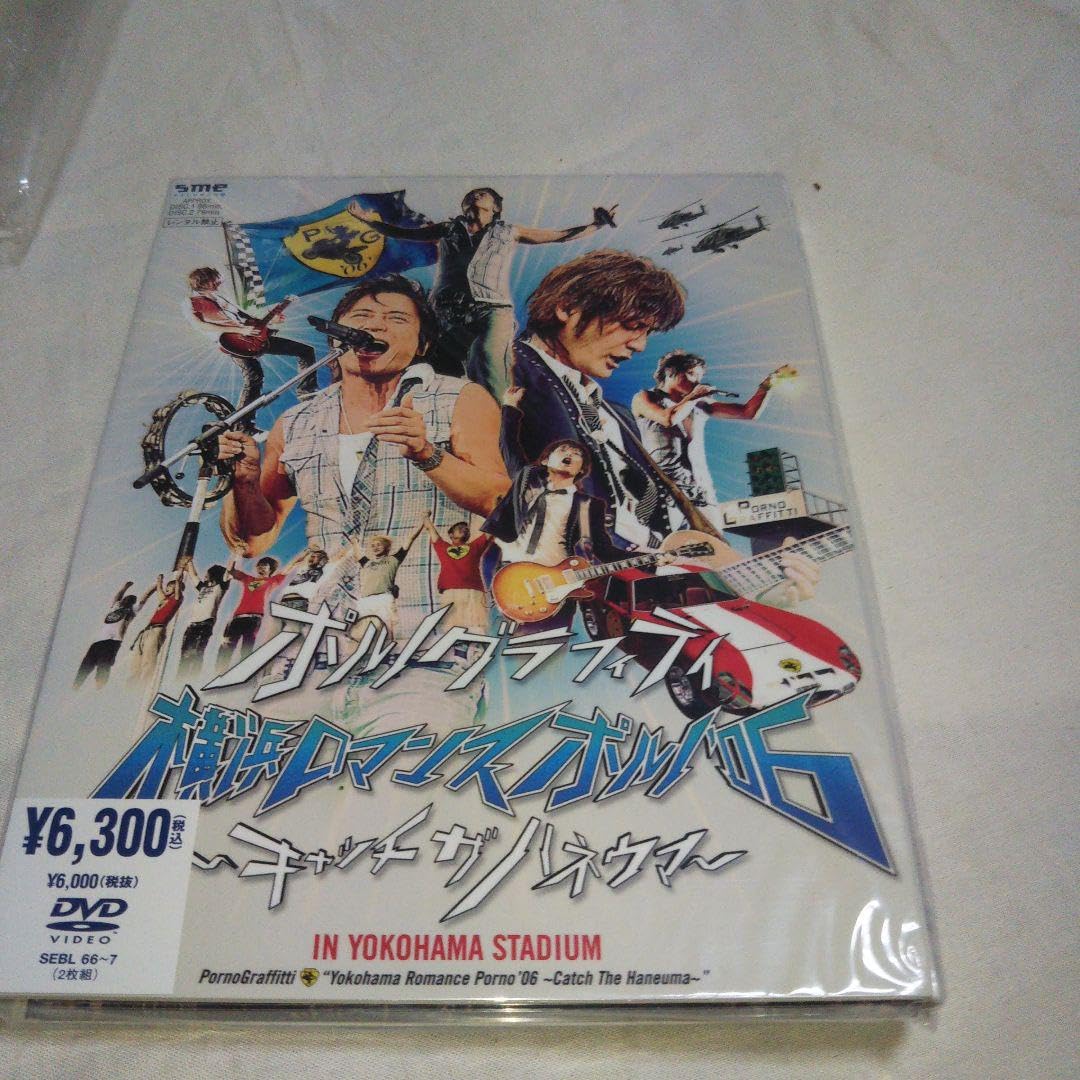 sme
APPROX.
DISC.1 98min.
DISC.2 78min.
レンタル禁止
P G
'06
PORNO
GRAFFITTI
ポルノグラフィティ
横浜ロマンスポルノ'06
～キャッチ ザ ハネウマ～
IN YOKOHAMA STADIUM
PornoGraffitti "Yokohama Romance Porno'06 ~Catch The Haneuma~"
¥6,300(税込)
¥6,000(税抜)
DVD
VIDEO™
SEBL 66~7
(2枚組)